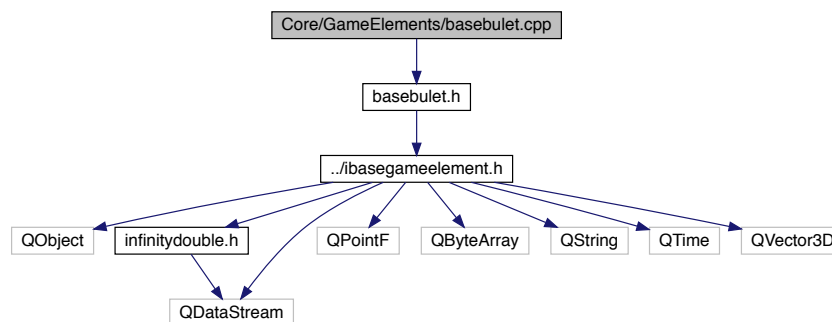 Core/GameElements/basebulet.cpp
basebulet.h
../ibasegameelement.h
QObject
infinitydouble.h
QPointF
QByteArray
QString
QTime
QVector3D
QDataStream